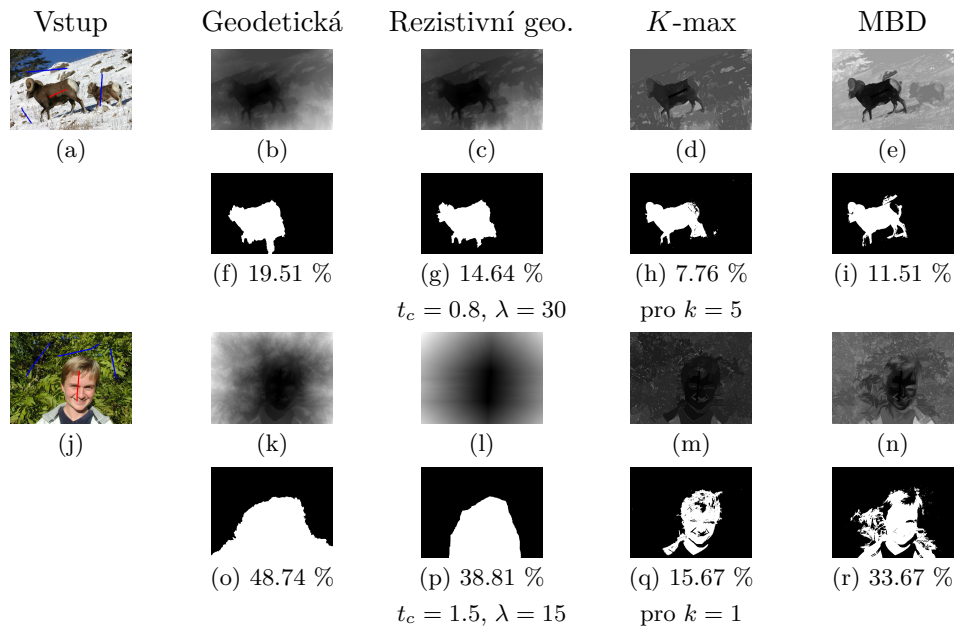 Vstup Geodetická Rezistivní geo. K-max MBD
(a) (b) (c) (d) (e)
(f) 19.51 % (g) 14.64 % (h) 7.76 % (i) 11.51 %
t_c = 0.8, λ = 30 pro k = 5
(j) (k) (l) (m) (n)
(o) 48.74 % (p) 38.81 % (q) 15.67 % (r) 33.67 %
t_c = 1.5, λ = 15 pro k = 1